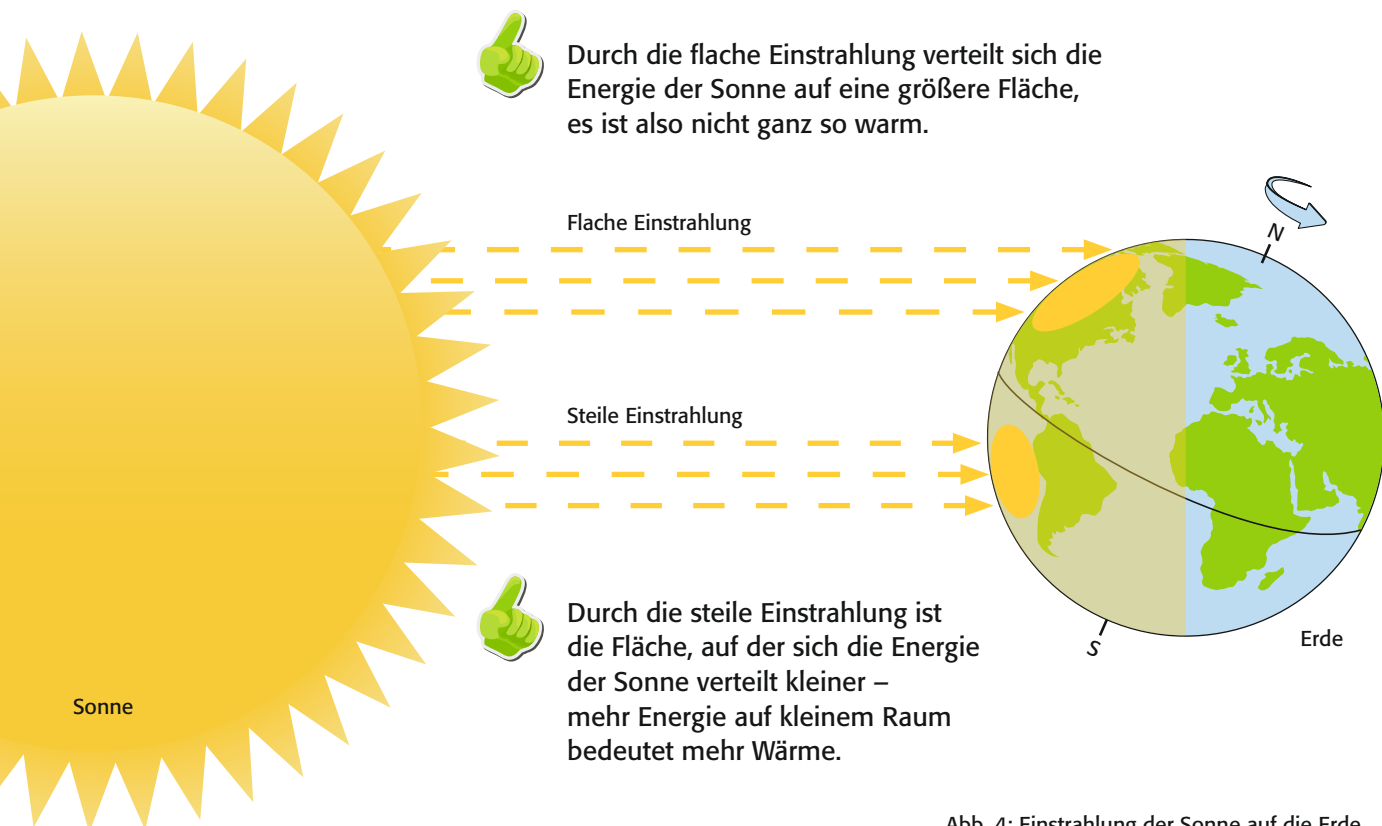 Durch die flache Einstrahlung verteilt sich die
Energie der Sonne auf eine größere Fläche,
es ist also nicht ganz so warm.
Flache Einstrahlung
N
Steile Einstrahlung
Durch die steile Einstrahlung ist
die Fläche, auf der sich die Energie
der Sonne verteilt kleiner –
mehr Energie auf kleinem Raum
bedeutet mehr Wärme.
S
Erde
Sonne
Abb. 4: Einstrahlung der Sonne auf die Erde